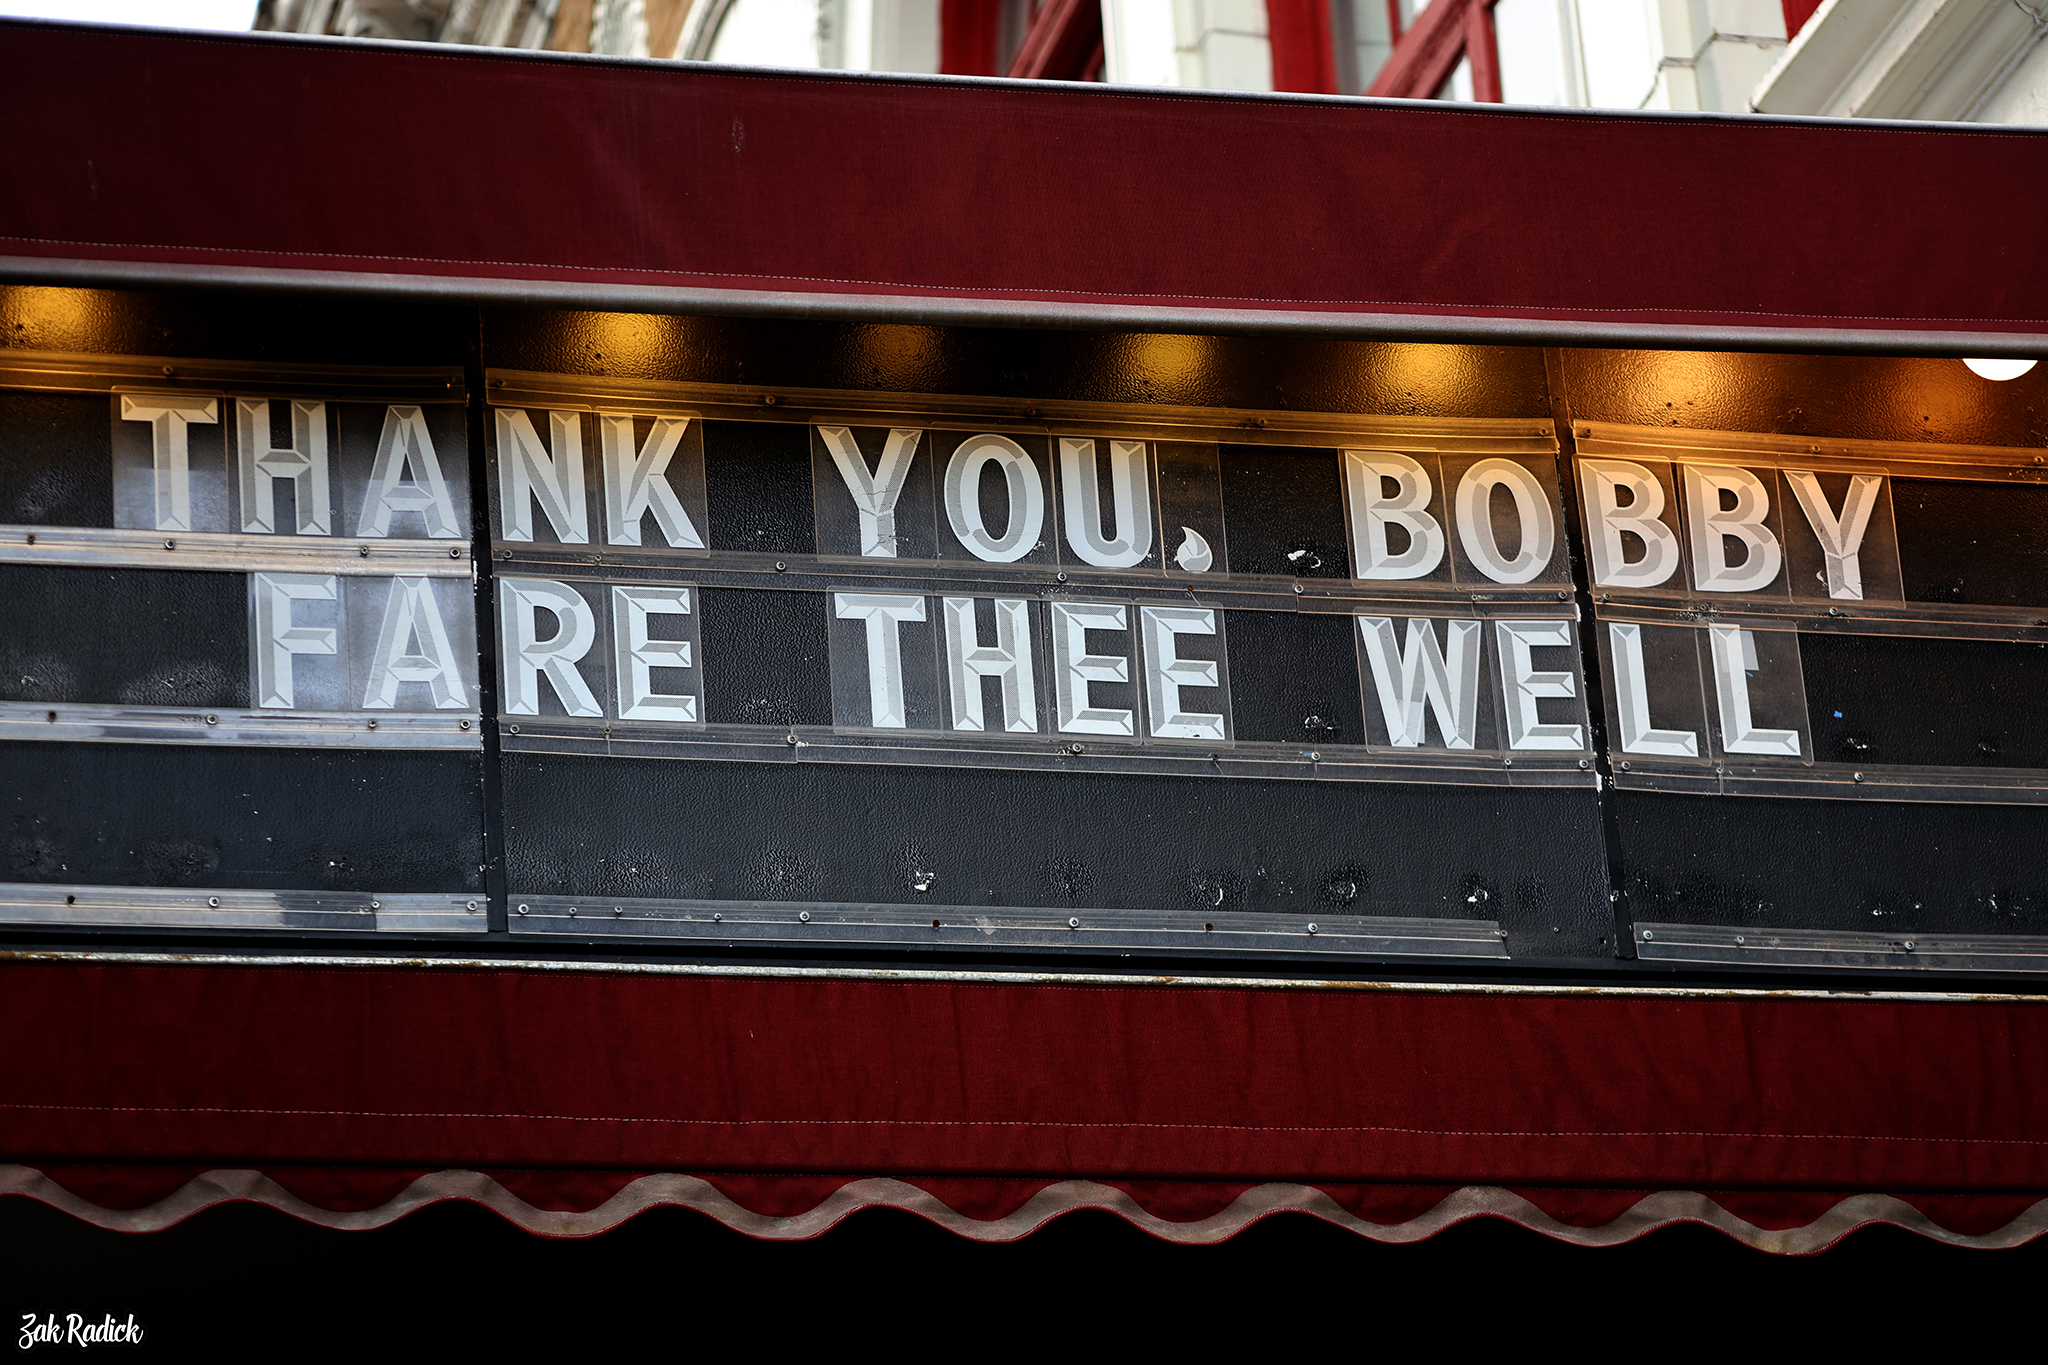 THANK YOU, BOBBY
FARE THEE WELL
Zak Radick